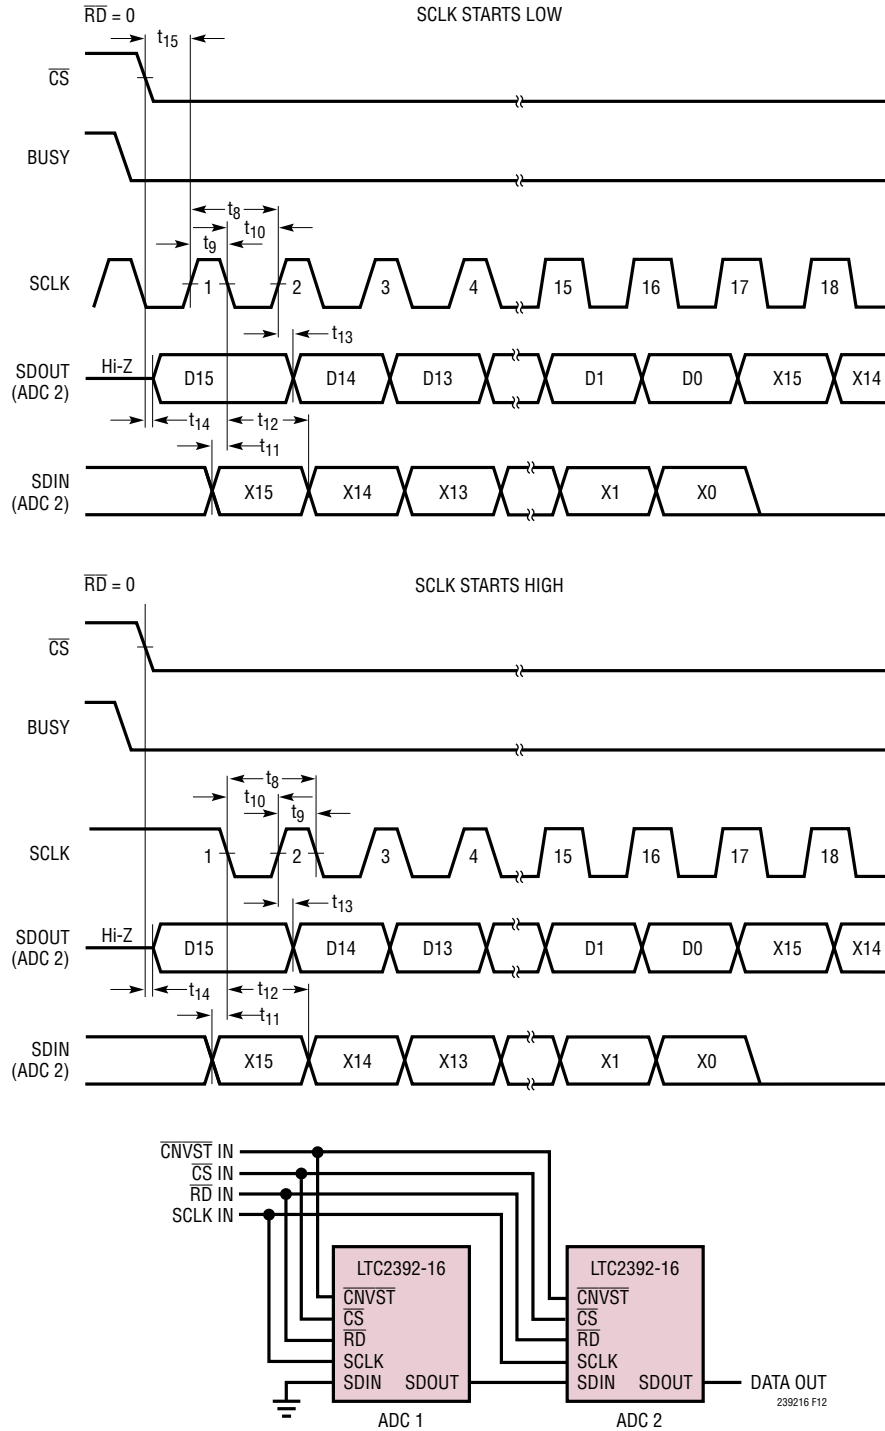 RD = 0
SCLK STARTS LOW
t15
CS
BUSY
t8
t10
t9
SCLK
1 2 3 4 15 16 17 18
t13
SDOUT
(ADC 2)
Hi-Z D15 D14 D13 D1 D0 X15 X14
t14 t12
t11
SDIN
(ADC 2)
X15 X14 X13 X1 X0
RD = 0
SCLK STARTS HIGH
CS
BUSY
t8
t10 t9
SCLK
1 2 3 4 15 16 17 18
t13
SDOUT
(ADC 2)
Hi-Z D15 D14 D13 D1 D0 X15 X14
t14 t12
t11
SDIN
(ADC 2)
X15 X14 X13 X1 X0
CNVST IN
CS IN
RD IN
SCLK IN
LTC2392-16
CNVST
CS
RD
SCLK
SDIN SDOUT
ADC 1
LTC2392-16
CNVST
CS
RD
SCLK
SDIN SDOUT
ADC 2
DATA OUT
239216 F12